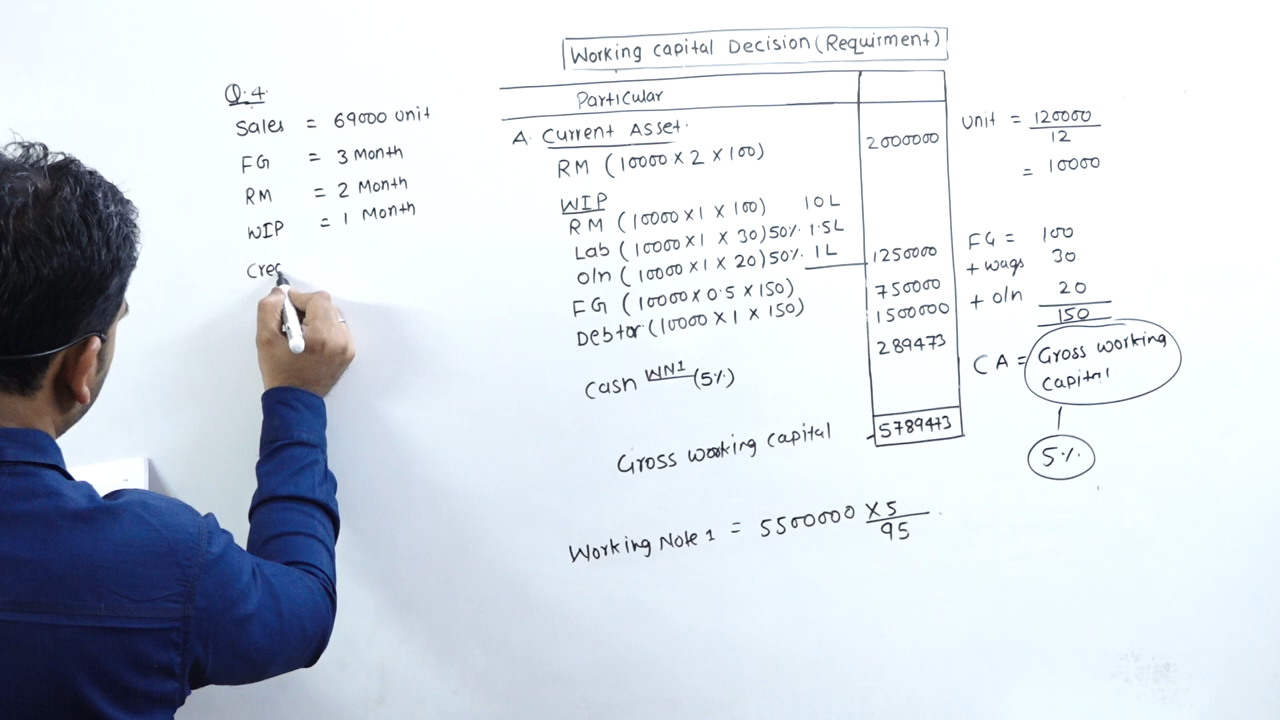 Working Capital Decision (Requirment)
Q.4.
Sales = 69000 unit
FG = 3 Month
RM = 2 Month
WIP = 1 Month
Cred
Particular
A. Current Asset.
RM (10000 x 2 x 100) 2000000
WIP
RM (10000 x 1 x 100) 10L
Lab (10000 x 1 x 30) 50% 1.5L
o/n (10000 x 1 x 20) 50% 1L 1250000
FG (10000 x 0.5 x 150) 750000
Debtor (10000 x 1 x 150) 1500000
Cash WN1 (5%) 289473
Gross working capital 5789473
Working Note 1 = 5500000 x 5
95
Unit = 120000
12
= 10000
FG = 100
+ wags 30
+ o/n 20
150
CA = Gross working
capital
5%